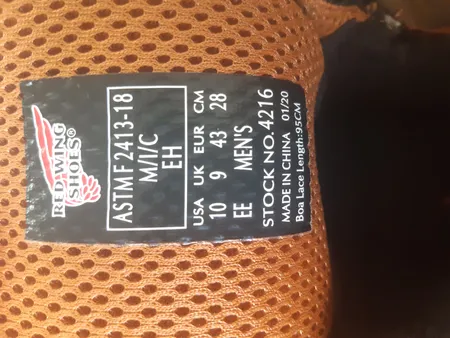 RED WING
SHOES®
ASTM F 2413-18
M/I/C
EH
USA UK EUR CM
10 9 43 28
EE MEN'S
STOCK NO. 4216
MADE IN CHINA 01/20
Boa Lace Length:95CM